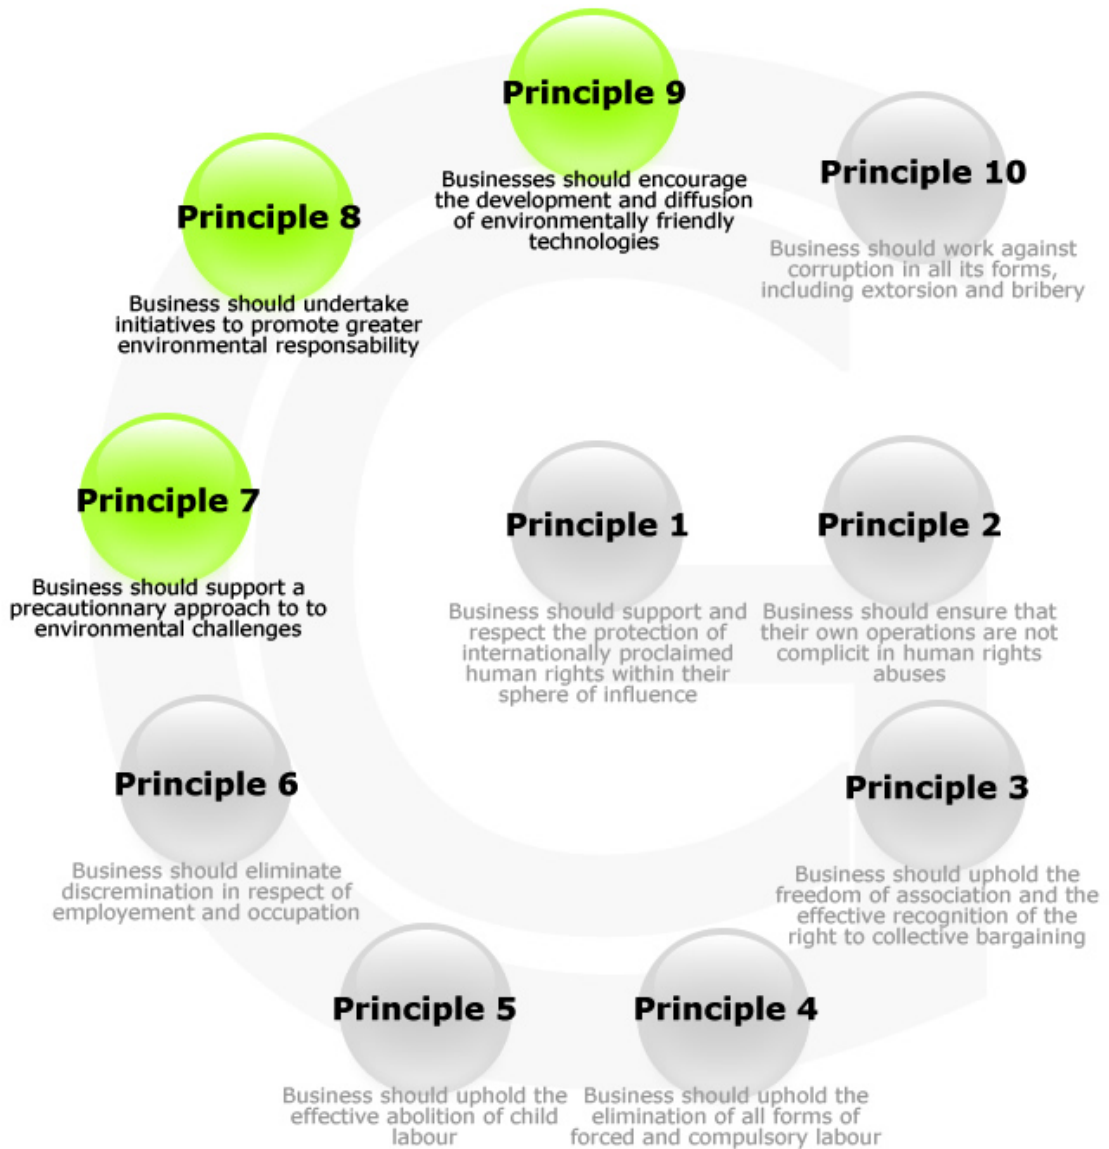 Principle 9
Businesses should encourage
the development and diffusion
of environmentally friendly
technologies
Principle 10
Business should work against
corruption in all its forms,
including extorsion and bribery
Principle 8
Business should undertake
initiatives to promote greater
environmental responsability
Principle 7
Business should support a
precautionnary approach to to
environmental challenges
Principle 1
Business should support and
respect the protection of
internationally proclaimed
human rights within their
sphere of influence
Principle 2
Business should ensure that
their own operations are not
complicit in human rights
abuses
Principle 6
Business should eliminate
discremination in respect of
employement and occupation
Principle 3
Business should uphold the
freedom of association and the
effective recognition of the
right to collective bargaining
Principle 5
Business should uphold the
effective abolition of child
labour
Principle 4
Business should uphold the
elimination of all forms of
forced and compulsory labour